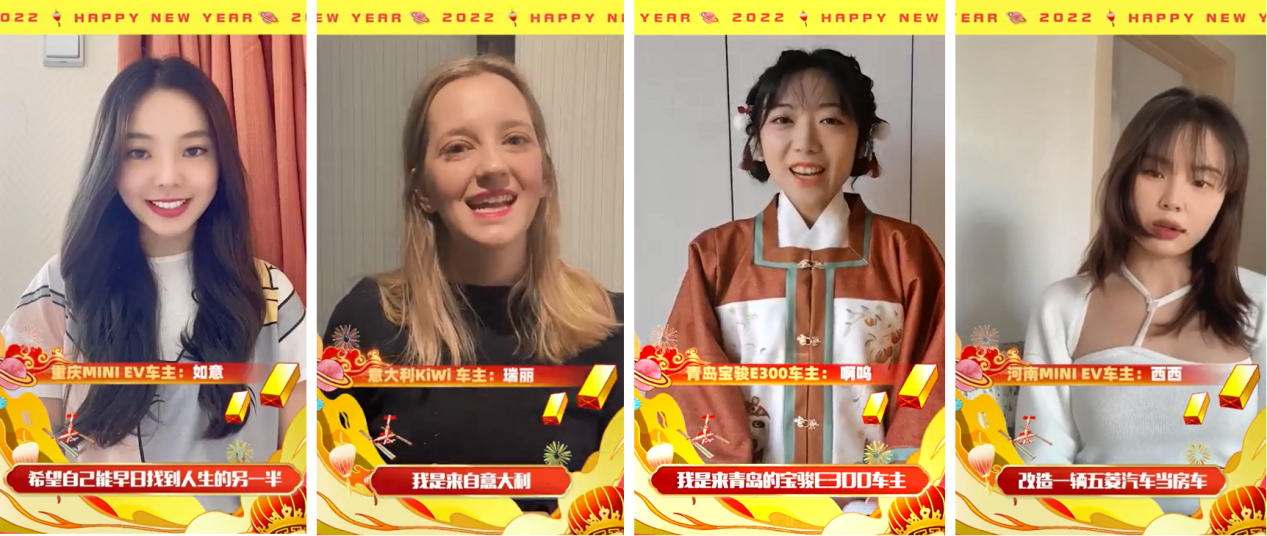 022 HAPPY NEW YEAR 2
重庆MINI EV车主：如意
希望自己能早日找到人生的另一半
EW YEAR 2022 HAPPY N
意大利KiWi 车主：瑞丽
我是来自意大利
YEAR 2022 HAPPY NEW
青岛宝骏E300车主：啊呜
我是来青岛的宝骏E300车主
EAR 2022 HAPPY NEW Y
河南MINI EV车主：西西
改造一辆五菱汽车当房车